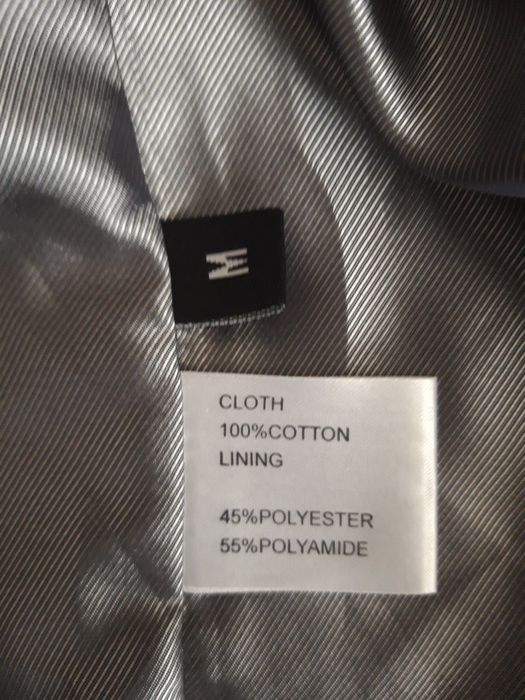 M
CLOTH
100%COTTON
LINING
45%POLYESTER
55%POLYAMIDE